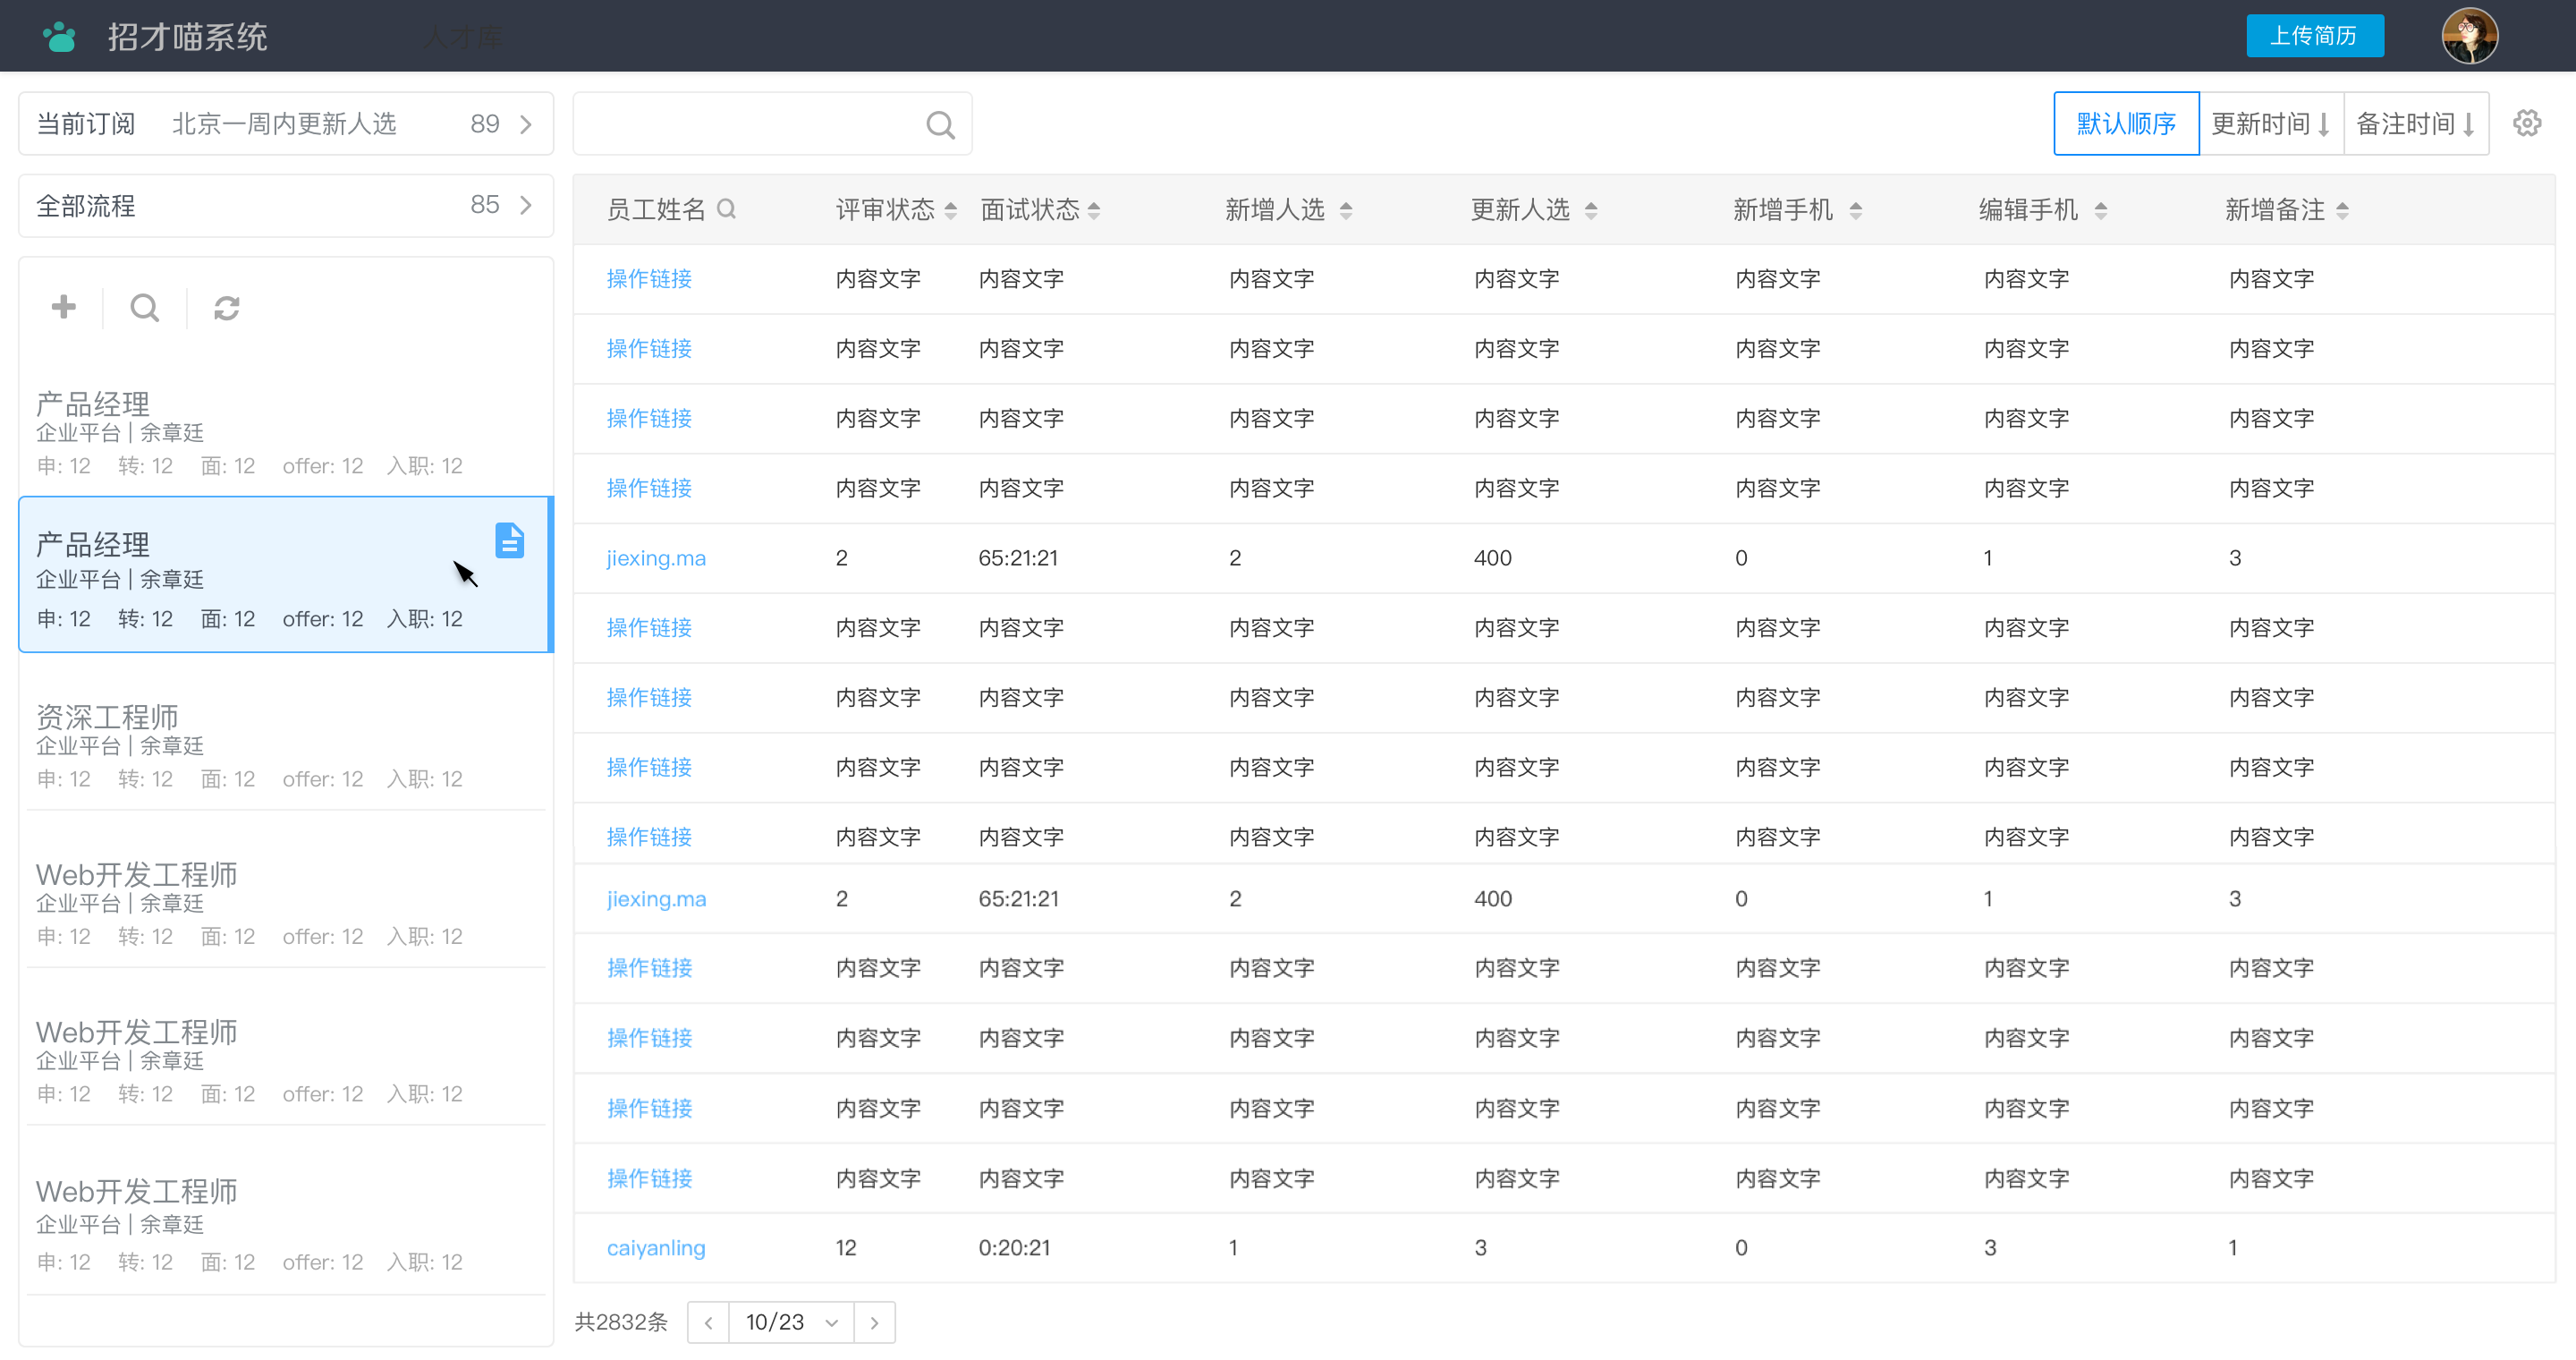 招才喵系统 人才库 上传简历
当前订阅 北京一周内更新人选 89
默认顺序 更新时间 备注时间
全部流程 85
产品经理
企业平台 | 余章廷
申: 12 转: 12 面: 12 offer: 12 入职: 12
产品经理
企业平台 | 余章廷
申: 12 转: 12 面: 12 offer: 12 入职: 12
资深工程师
企业平台 | 余章廷
申: 12 转: 12 面: 12 offer: 12 入职: 12
Web开发工程师
企业平台 | 余章廷
申: 12 转: 12 面: 12 offer: 12 入职: 12
Web开发工程师
企业平台 | 余章廷
申: 12 转: 12 面: 12 offer: 12 入职: 12
Web开发工程师
企业平台 | 余章廷
申: 12 转: 12 面: 12 offer: 12 入职: 12
员工姓名 评审状态 面试状态 新增人选 更新人选 新增手机 编辑手机 新增备注
操作链接 内容文字 内容文字 内容文字 内容文字 内容文字 内容文字 内容文字
操作链接 内容文字 内容文字 内容文字 内容文字 内容文字 内容文字 内容文字
操作链接 内容文字 内容文字 内容文字 内容文字 内容文字 内容文字 内容文字
操作链接 内容文字 内容文字 内容文字 内容文字 内容文字 内容文字 内容文字
jiexing.ma 2 65:21:21 2 400 0 1 3
操作链接 内容文字 内容文字 内容文字 内容文字 内容文字 内容文字 内容文字
操作链接 内容文字 内容文字 内容文字 内容文字 内容文字 内容文字 内容文字
操作链接 内容文字 内容文字 内容文字 内容文字 内容文字 内容文字 内容文字
操作链接 内容文字 内容文字 内容文字 内容文字 内容文字 内容文字 内容文字
jiexing.ma 2 65:21:21 2 400 0 1 3
操作链接 内容文字 内容文字 内容文字 内容文字 内容文字 内容文字 内容文字
操作链接 内容文字 内容文字 内容文字 内容文字 内容文字 内容文字 内容文字
操作链接 内容文字 内容文字 内容文字 内容文字 内容文字 内容文字 内容文字
操作链接 内容文字 内容文字 内容文字 内容文字 内容文字 内容文字 内容文字
caiyanling 12 0:20:21 1 3 0 3 1
共2832条 10/23